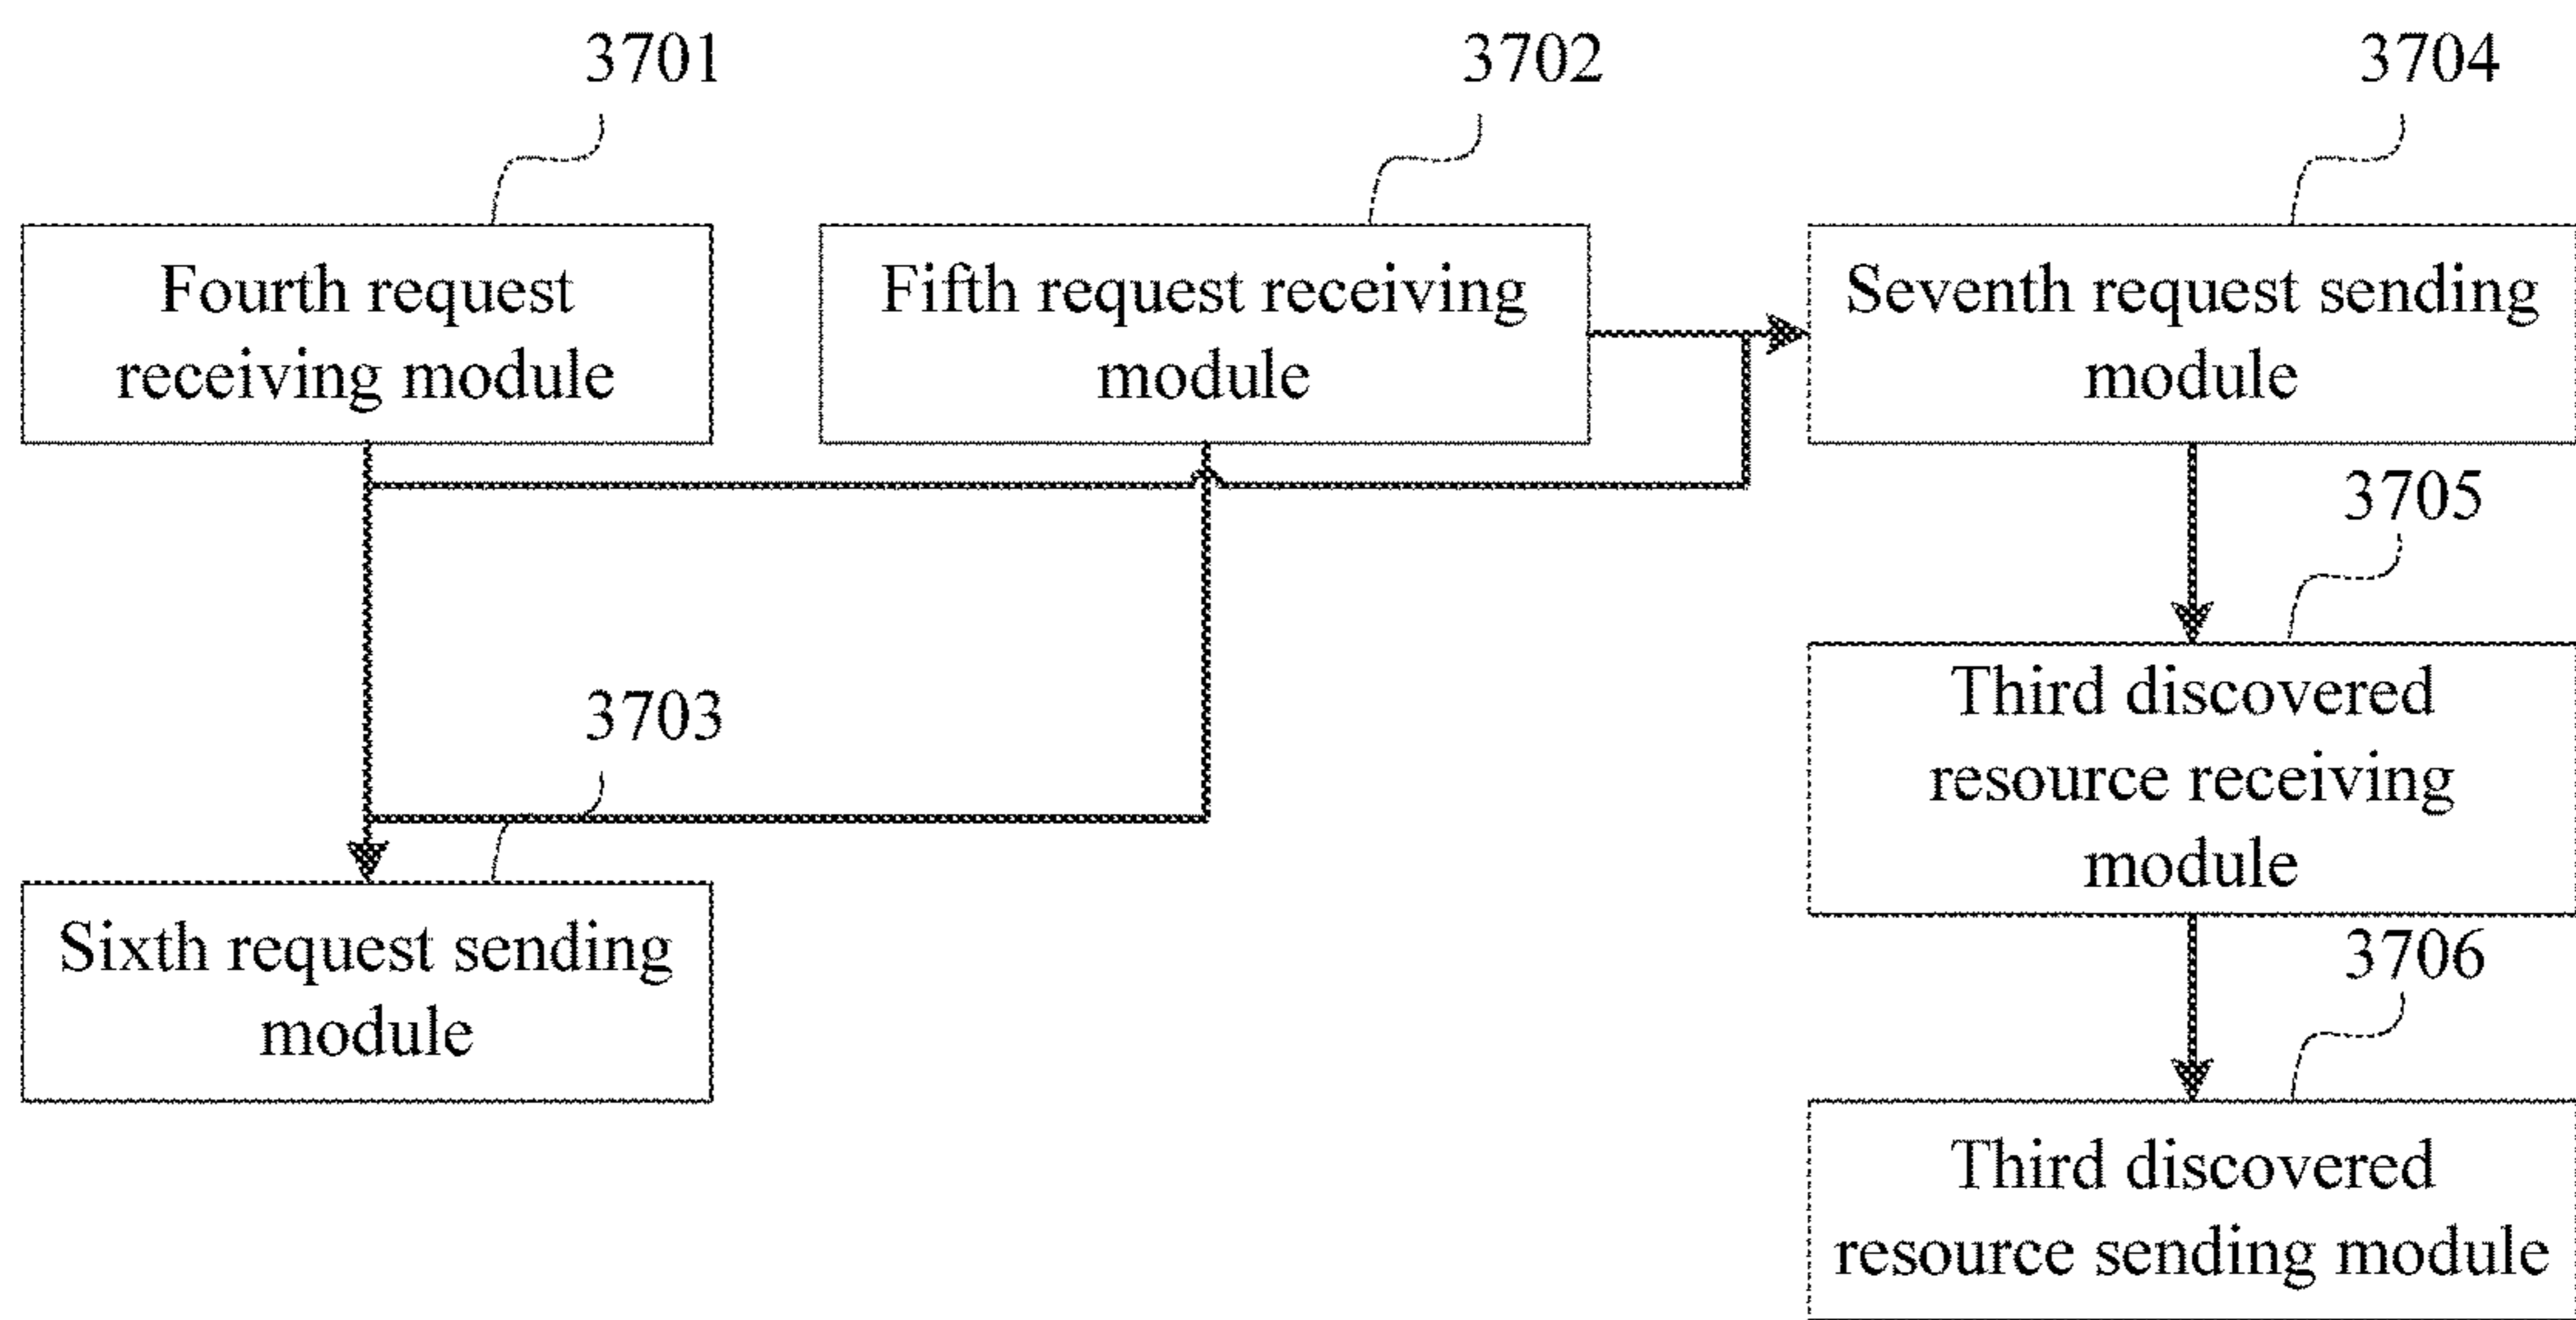 3701
3702
3704
Fourth request
receiving module
Fifth request receiving
module
Seventh request sending
module
3705
Third discovered
resource receiving
module
3703
Sixth request sending
module
3706
Third discovered
resource sending module